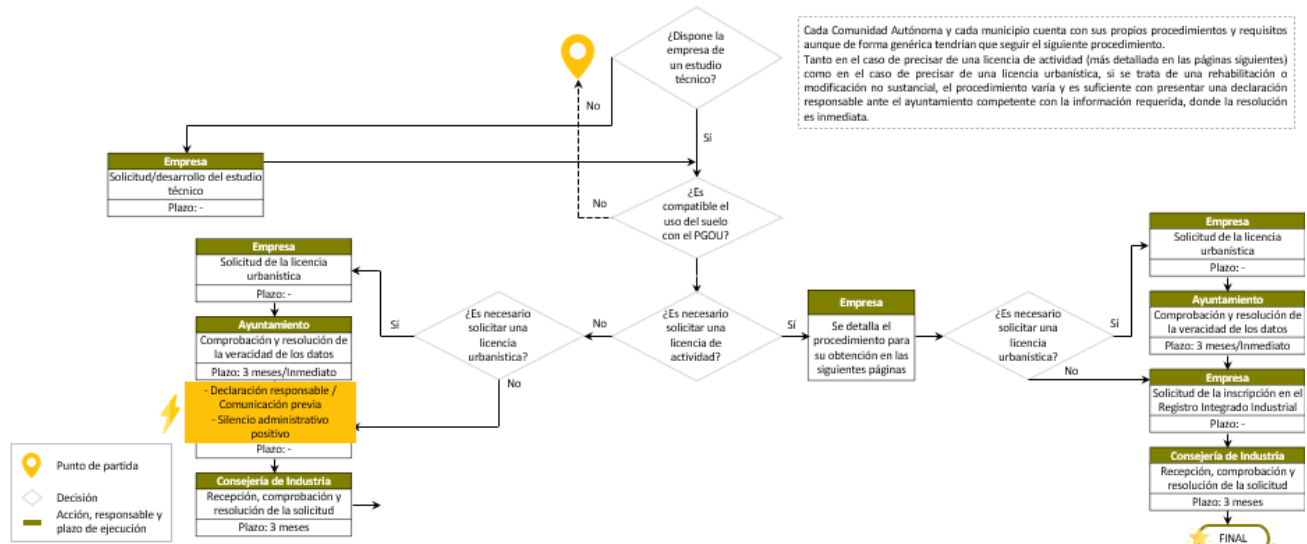 ¿Dispone la
empresa de
un estudio
técnico?
Cada Comunidad Autónoma y cada municipio cuenta con sus propios procedimientos y requisitos
aunque de forma genérica tendrian que seguir el siguiente procedimiento.
Tanto en el caso de precisar de una licencia de actividad (más detallada en las páginas siguientes)
como en el caso de precisar de una licencia urbanística, si se trata de una rehabilitación o
modificación no sustancial, el procedimiento varía y es suficiente con presentar una declaración
responsable ante el ayuntamiento competente con la información requerida, donde la resolución
es inmediata.
No
Sí
Empresa
Solicitud/desarrollo del estudio
técnico
Plazo: -
¿Es
compatible el
uso del suelo
con el PGOU?
No
Empresa
Solicitud de la licencia
urbanística
Plazo: -
Ayuntamiento
Comprobación y resolución de
la veracidad de los datos
Plazo: 3 meses/Inmediato
- Declaración responsable /
Comunicación previa
- Silencio administrativo
positivo
Plazo: -
Consejería de Industria
Recepción, comprobación y
resolución de la solicitud
Plazo: 3 meses
Sí
¿Es necesario
solicitar una
licencia
urbanística?
No
No
¿Es necesario
solicitar una
licencia de
actividad?
Sí
Empresa
Se detalla el
procedimiento para
su obtención en las
siguientes páginas
¿Es necesario
solicitar una
licencia
urbanística?
Sí
No
Empresa
Solicitud de la licencia
urbanística
Plazo: -
Ayuntamiento
Comprobación y resolución de
la veracidad de los datos
Plazo: 3 meses/Inmediato
Empresa
Solicitud de la inscripción en el
Registro Integrado Industrial
Plazo: -
Consejería de Industria
Recepción, comprobación y
resolución de la solicitud
Plazo: 3 meses
FINAL
Punto de partida
Decisión
Acción, responsable y
plazo de ejecución